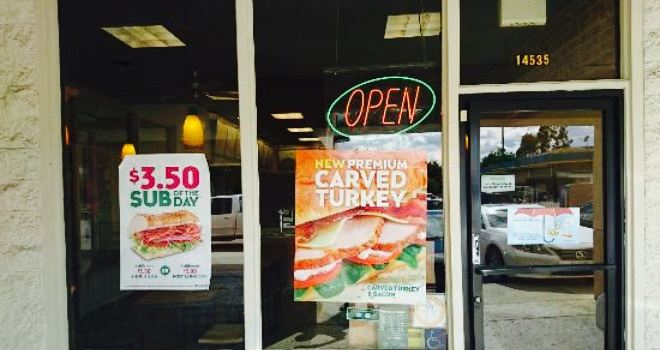 14535
OPEN
$3.50
SUB OF THE DAY
NEW PREMIUM
CARVED
TURKEY
CARVED TURKEY
& BACON